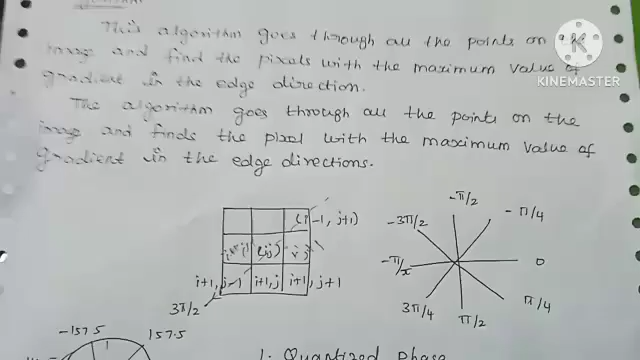 This algorithm goes through all the points on
image and find the pixels with the maximum value of
gradient in the edge direction.
The algorithm goes through all the points on the
image and finds the pixel with the maximum value of
gradient in the edge directions.
KINEMASTER
-1, j+1)
(i,j)
i+1, j-1 i+1, j i+1, j+1
3π/2
-π/2
-3π/2 -π/4
0
3π/4 π/2 π/4
-157.5 157.5
1. Quantized Phase